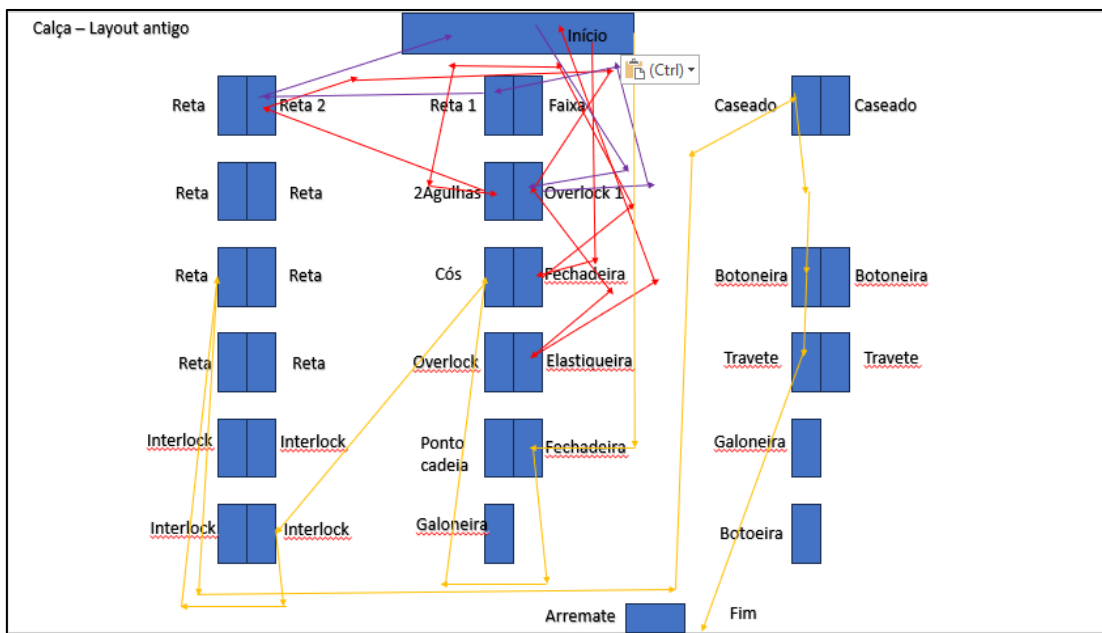 Calça – Layout antigo
Início
(Ctrl)
Reta
Reta 2
Reta 1
Faixa
Caseado
Caseado
Reta
Reta
2Agulhas
Overlock 1
Reta
Reta
Cós
Fechadeira
Botoneira
Botoneira
Reta
Reta
Overlock
Elastiqueira
Travete
Travete
Interlock
Interlock
Ponto
cadeia
Fechadeira
Galoneira
Interlock
Interlock
Galoneira
Botoeira
Arremate
Fim